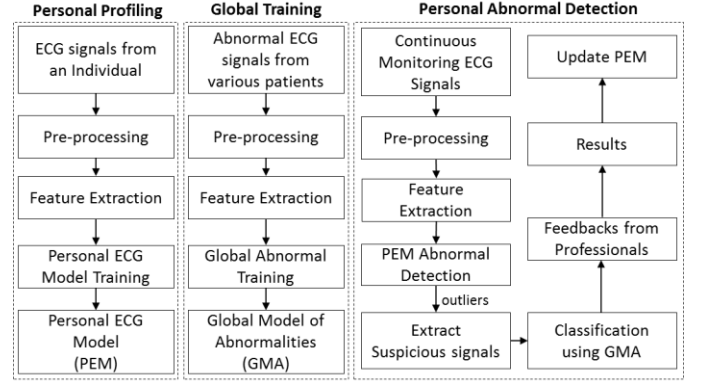 Personal Profiling
ECG signals from
an Individual
Pre-processing
Feature Extraction
Personal ECG
Model Training
Personal ECG
Model
(PEM)
Global Training
Abnormal ECG
signals from
various patients
Pre-processing
Feature Extraction
Global Abnormal
Training
Global Model of
Abnormalities
(GMA)
Personal Abnormal Detection
Continuous
Monitoring ECG
Signals
Pre-processing
Feature
Extraction
PEM Abnormal
Detection
outliers
Extract
Suspicious signals
Classification
using GMA
Feedbacks from
Professionals
Results
Update PEM